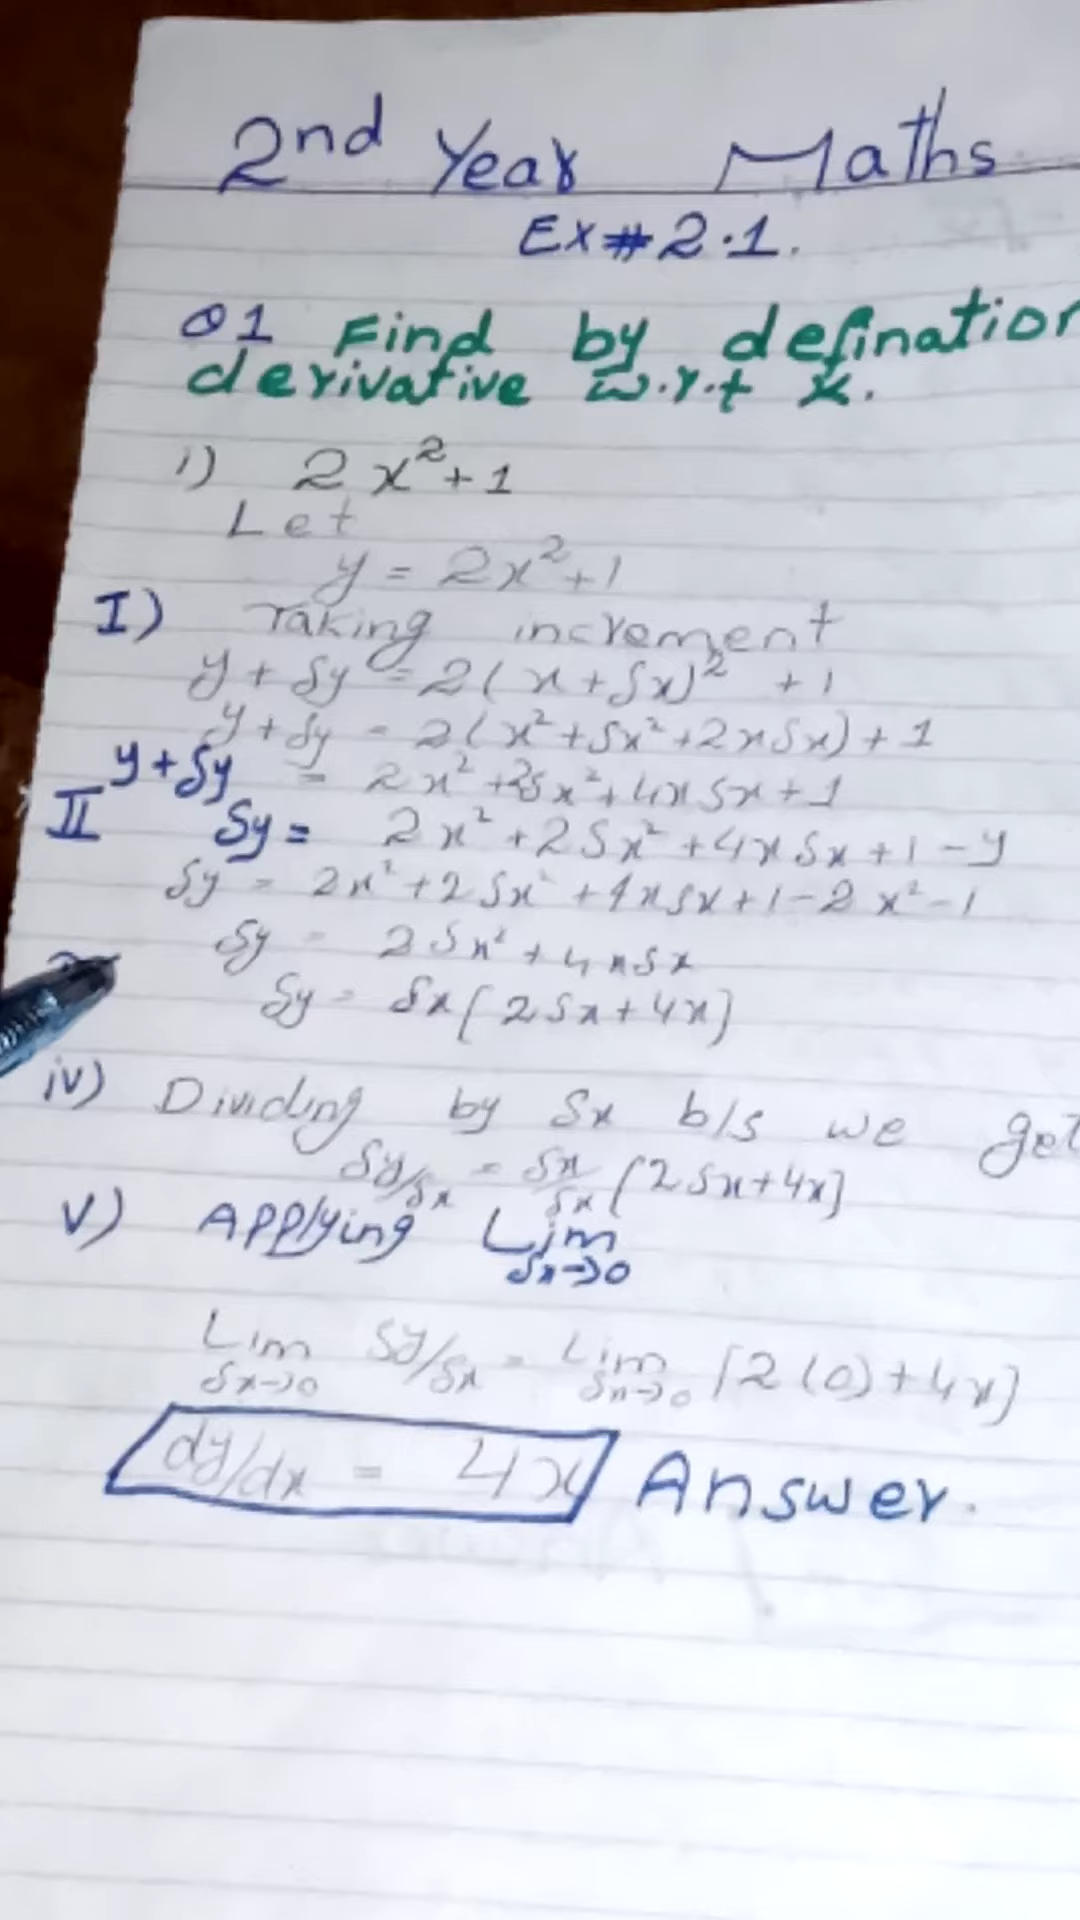 2nd Year Maths
Ex # 2.1.
Q1 Find by defination
derivative w.r.t x.
i) 2x²+1
Let
y = 2x²+1
I) Taking increment
y + δy = 2(x+δx)² + 1
y + δy = 2(x²+δx²+2xδx)+1
y+δy = 2x²+2δx²+4xδx+1
II δy = 2x²+2δx²+4xδx+1-y
δy = 2x²+2δx²+4xδx+1-2x²-1
δy = 2δx²+4xδx
δy = δx[2δx+4x]
iv) Dividing by δx b/s we get
δy/δx = δx/δx [2δx+4x]
v) Applying Lim
δx→0
Lim δy/δx = Lim [2(0)+4x]
δx→0 δx→0
dy/dx = 4x Answer.